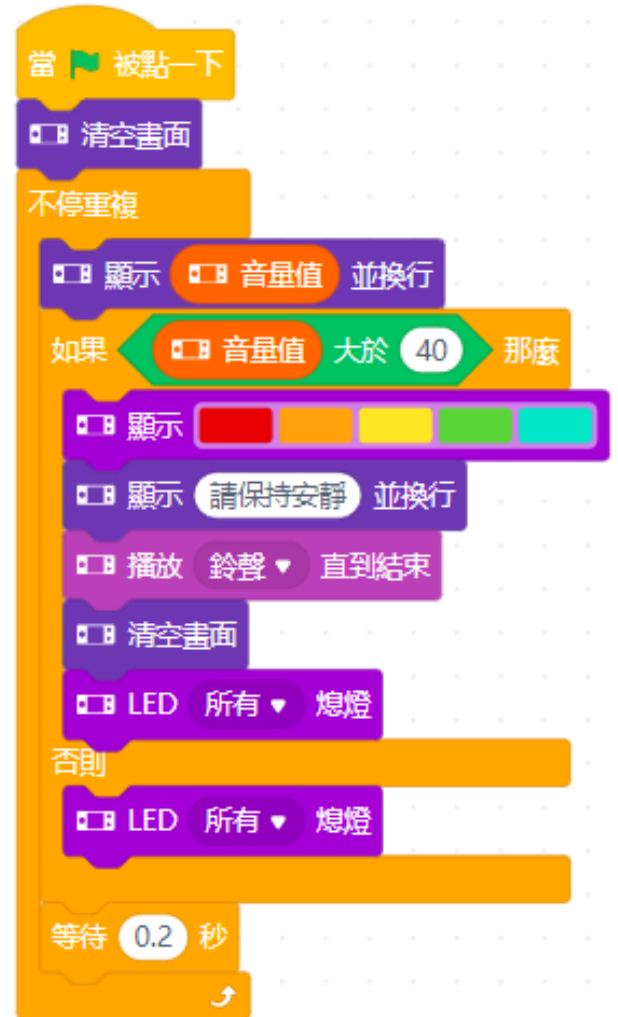 當 被點一下
清空畫面
不停重複
顯示 音量值 並換行
如果 音量值 大於 40 那麼
顯示
顯示 請保持安靜 並換行
播放 鈴聲 直到結束
清空畫面
LED 所有 熄燈
否則
LED 所有 熄燈
等待 0.2 秒